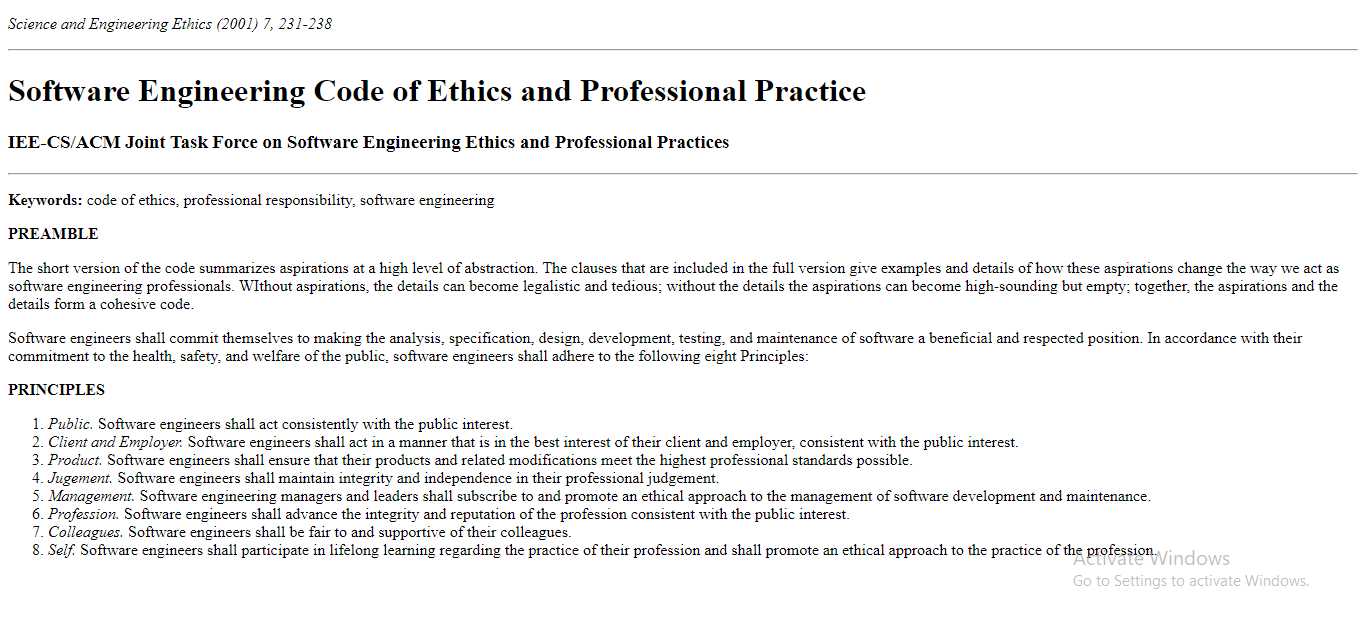 Science and Engineering Ethics (2001) 7, 231-238
Software Engineering Code of Ethics and Professional Practice
IEE-CS/ACM Joint Task Force on Software Engineering Ethics and Professional Practices
Keywords: code of ethics, professional responsibility, software engineering
PREAMBLE
The short version of the code summarizes aspirations at a high level of abstraction. The clauses that are included in the full version give examples and details of how these aspirations change the way we act as
software engineering professionals. WIthout aspirations, the details can become legalistic and tedious; without the details the aspirations can become high-sounding but empty; together, the aspirations and the
details form a cohesive code.
Software engineers shall commit themselves to making the analysis, specification, design, development, testing, and maintenance of software a beneficial and respected position. In accordance with their
commitment to the health, safety, and welfare of the public, software engineers shall adhere to the following eight Principles:
PRINCIPLES
1. Public. Software engineers shall act consistently with the public interest.
2. Client and Employer. Software engineers shall act in a manner that is in the best interest of their client and employer, consistent with the public interest.
3. Product. Software engineers shall ensure that their products and related modifications meet the highest professional standards possible.
4. Jugement. Software engineers shall maintain integrity and independence in their professional judgement.
5. Management. Software engineering managers and leaders shall subscribe to and promote an ethical approach to the management of software development and maintenance.
6. Profession. Software engineers shall advance the integrity and reputation of the profession consistent with the public interest.
7. Colleagues. Software engineers shall be fair to and supportive of their colleagues.
8. Self. Software engineers shall participate in lifelong learning regarding the practice of their profession and shall promote an ethical approach to the practice of the profession.
Activate Windows
Go to Settings to activate Windows.